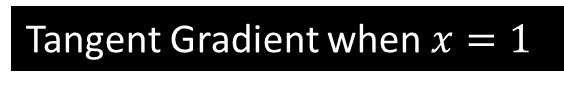 Tangent Gradient when x = 1